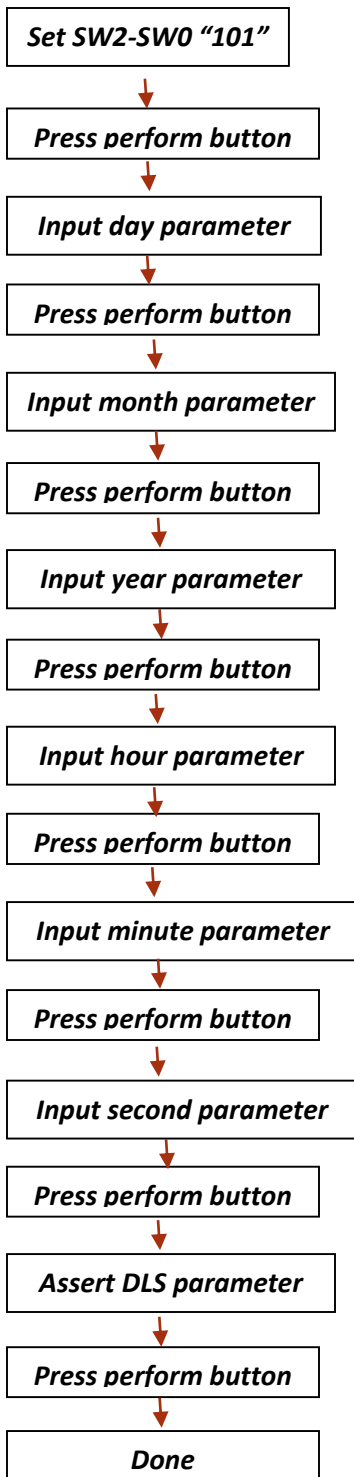 Set SW2-SW0 “101”
Press perform button
Input day parameter
Press perform button
Input month parameter
Press perform button
Input year parameter
Press perform button
Input hour parameter
Press perform button
Input minute parameter
Press perform button
Input second parameter
Press perform button
Assert DLS parameter
Press perform button
Done